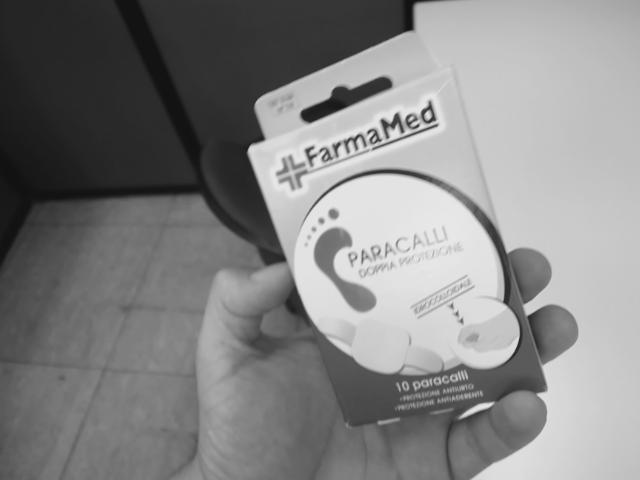 FarmaMed
PARACALLI
DOPPIA PROTEZIONE
IDROCOLLOIDALE
10 paracalli
•PROTEZIONE ANTIURTO
•PROTEZIONE ANTIADERENTE